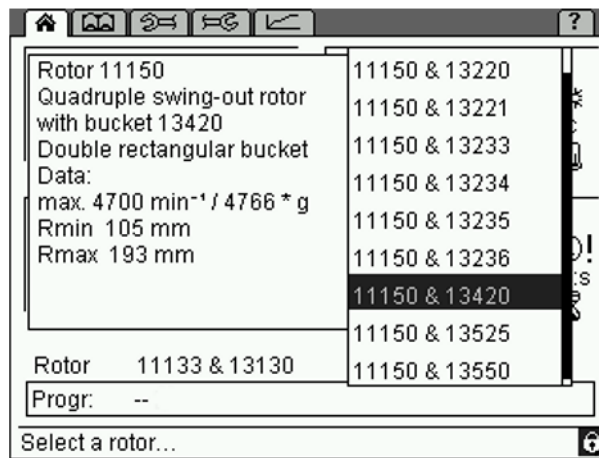 ?
Rotor 11150
Quadruple swing-out rotor
with bucket 13420
Double rectangular bucket
Data:
max. 4700 min⁻¹ / 4766 * g
Rmin 105 mm
Rmax 193 mm
11150 & 13220
11150 & 13221
11150 & 13233
11150 & 13234
11150 & 13235
11150 & 13236
11150 & 13420
11150 & 13525
11150 & 13550
Rotor 11133 & 13130
Progr: --
Select a rotor...